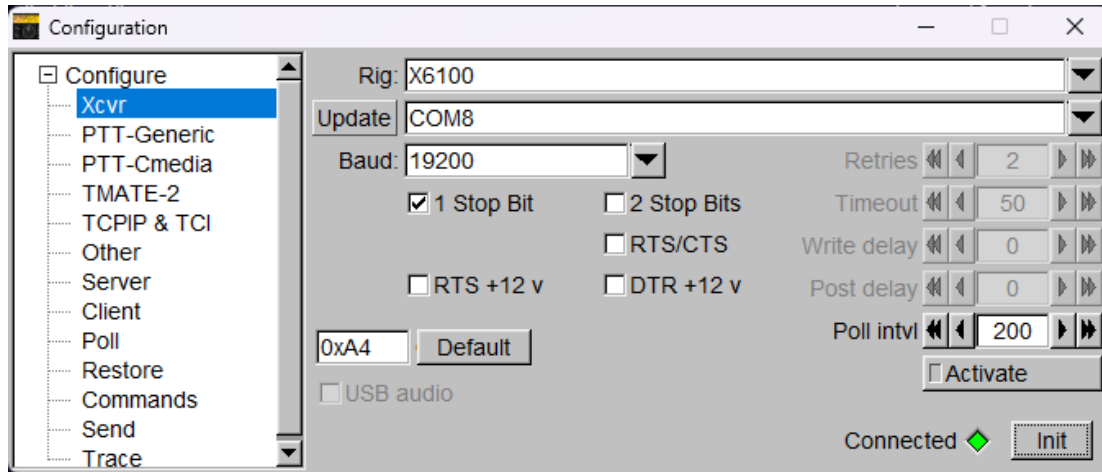 Configuration
Configure
Xcvr
PTT-Generic
PTT-Cmedia
TMATE-2
TCPIP & TCI
Other
Server
Client
Poll
Restore
Commands
Send
Trace
Rig: X6100
Update COM8
Baud: 19200
Retries 2
1 Stop Bit 2 Stop Bits
Timeout 50
RTS/CTS
Write delay 0
RTS +12 v DTR +12 v
Post delay 0
Poll intvl 200
0xA4 Default
Activate
USB audio
Connected Init